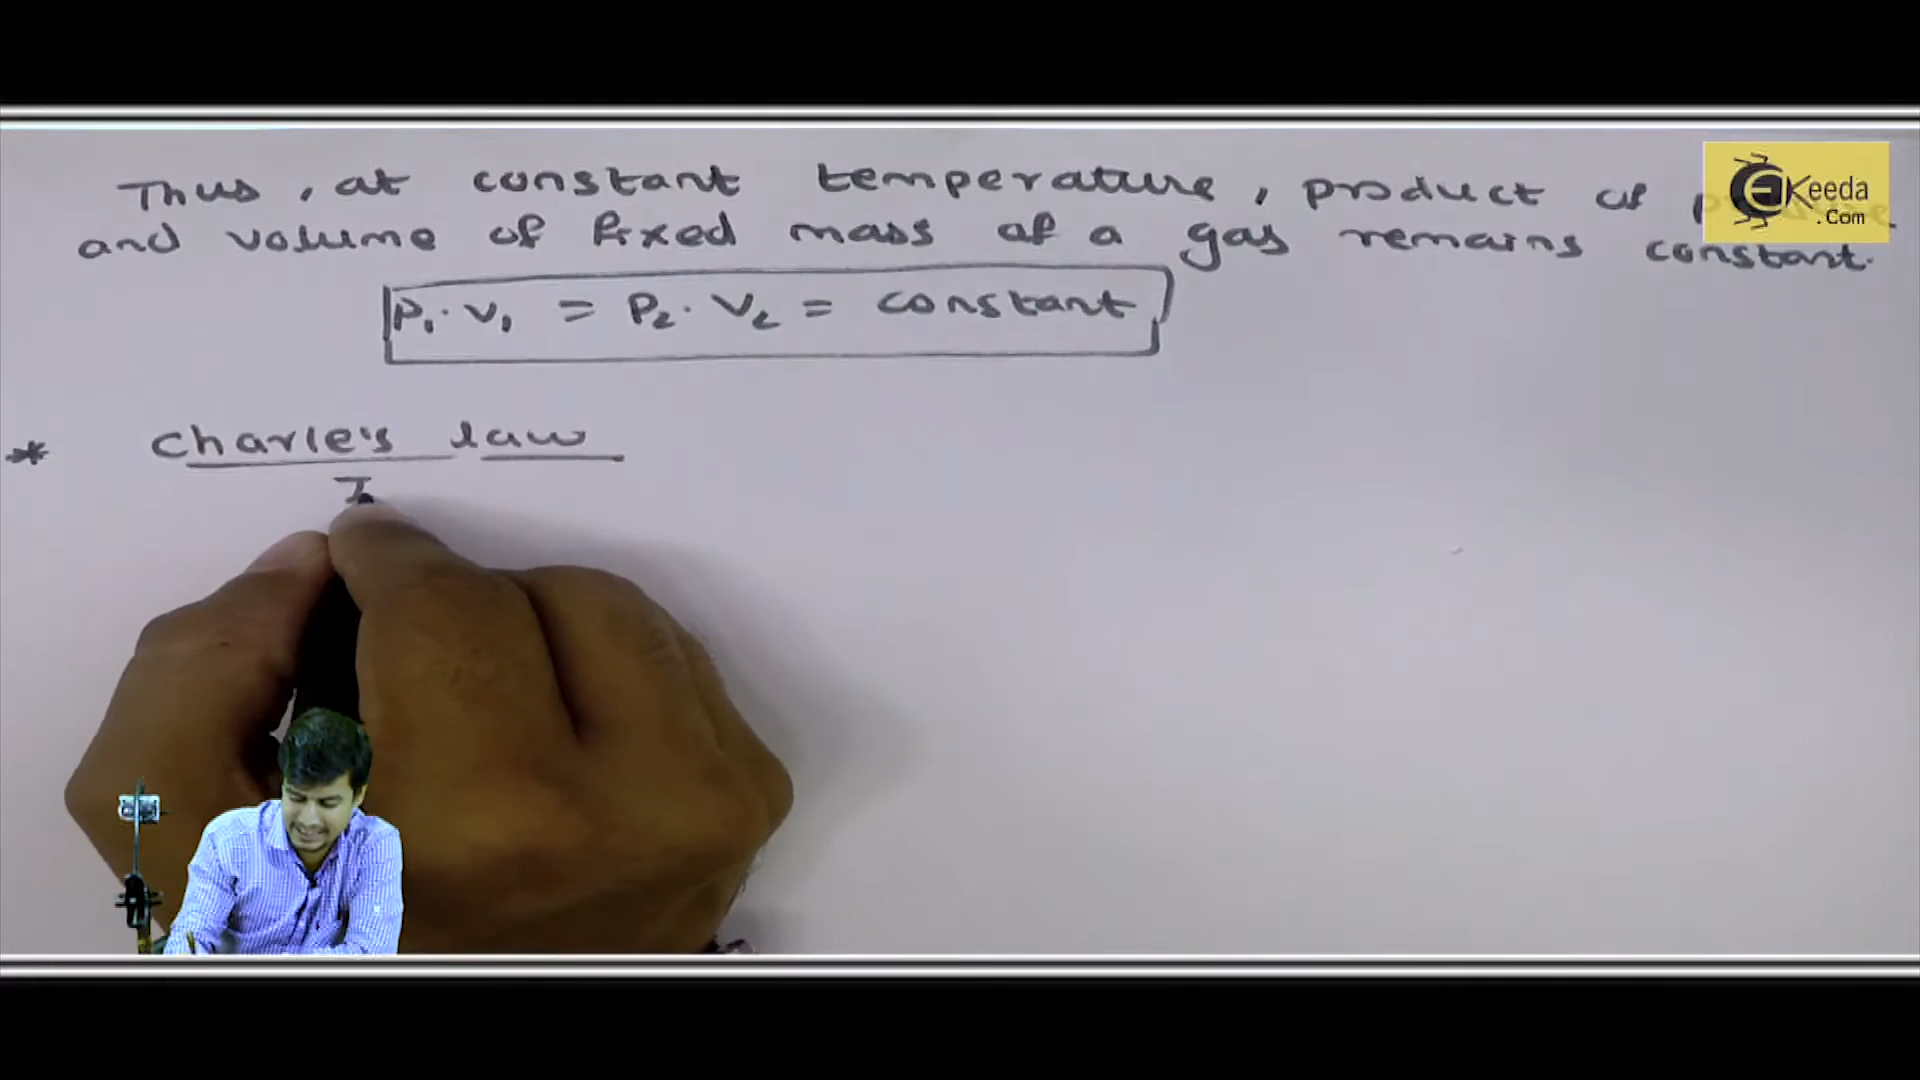 Thus, at constant temperature, product of
and volume of fixed mass of a gas remains constant.
P₁·V₁ = P₂·V₂ = constant
* Charle's law
I
EKeeda
.Com